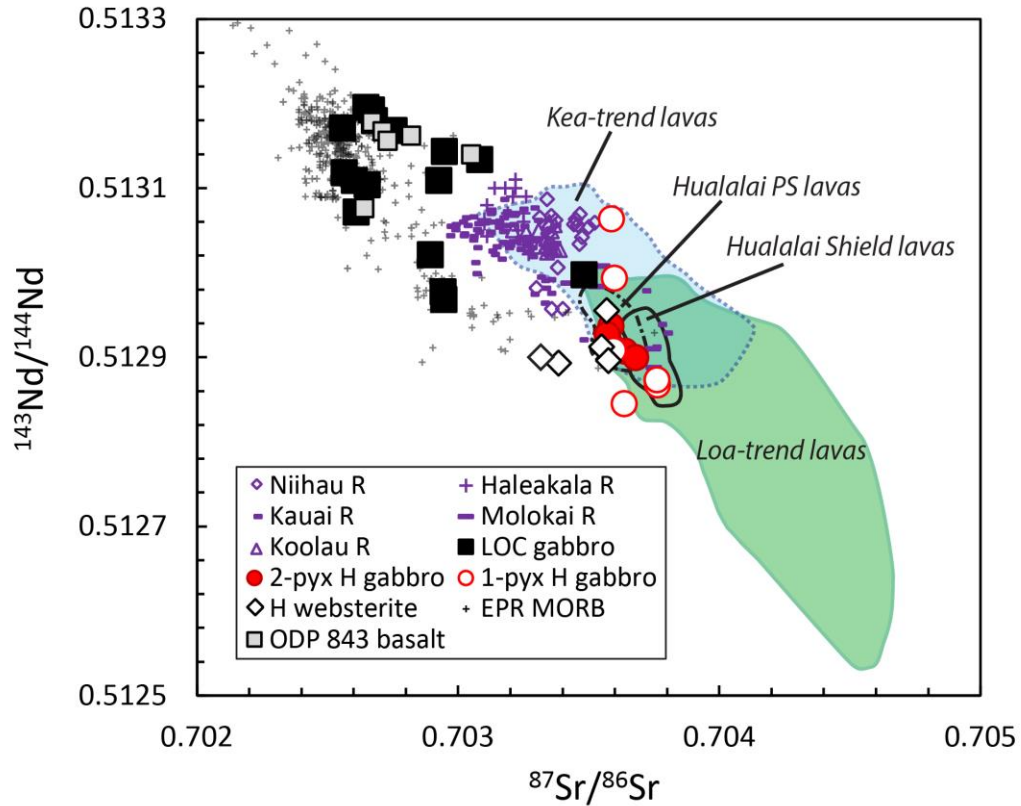 0.5133
0.5131
0.5129
0.5127
0.5125
¹⁴³Nd/¹⁴⁴Nd
Kea-trend lavas
Hualalai PS lavas
Hualalai Shield lavas
Loa-trend lavas
Niihau R Haleakala R
Kauai R Molokai R
Koolau R LOC gabbro
2-pyx H gabbro 1-pyx H gabbro
H websterite EPR MORB
ODP 843 basalt
0.702 0.703 0.704 0.705
⁸⁷Sr/⁸⁶Sr